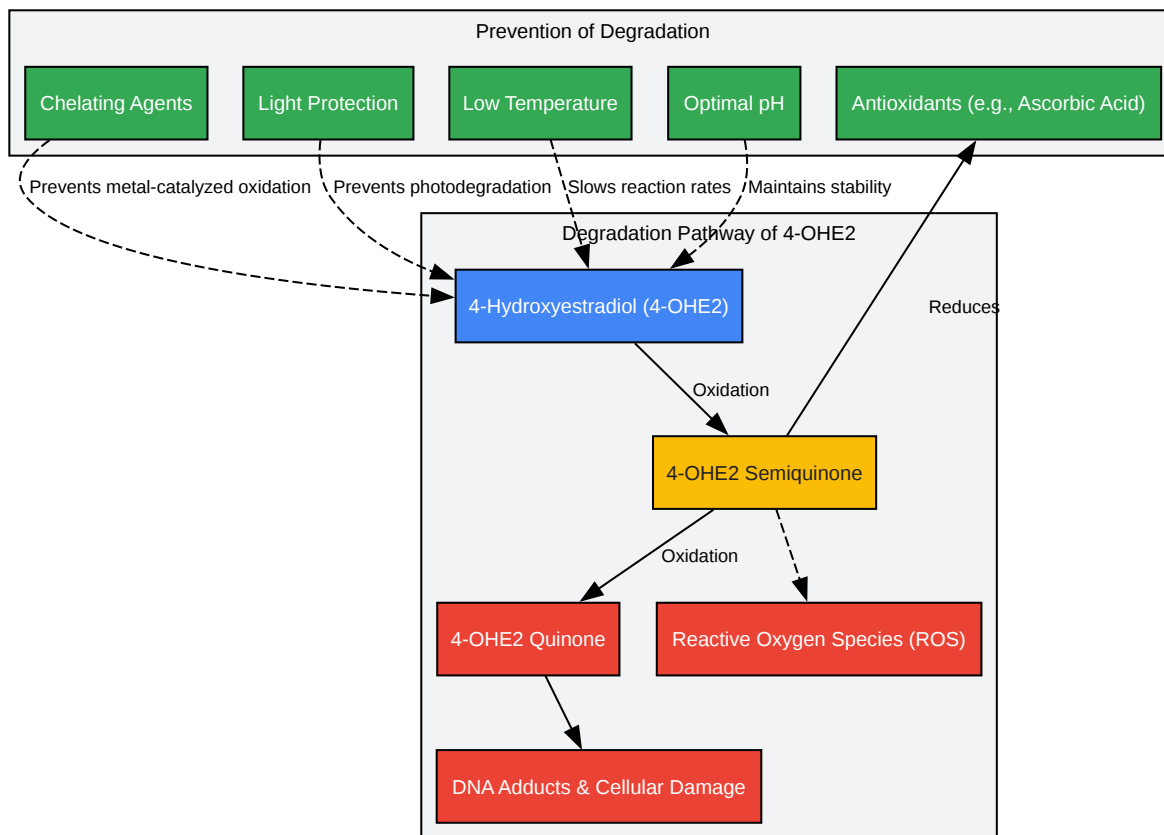 Prevention of Degradation
Chelating Agents
Light Protection
Low Temperature
Optimal pH
Antioxidants (e.g., Ascorbic Acid)
Prevents metal-catalyzed oxidation
Prevents photodegradation
Slows reaction rates
Maintains stability
Degradation Pathway of 4-OHE2
4-Hydroxyestradiol (4-OHE2)
Reduces
Oxidation
4-OHE2 Semiquinone
Oxidation
4-OHE2 Quinone
Reactive Oxygen Species (ROS)
DNA Adducts & Cellular Damage